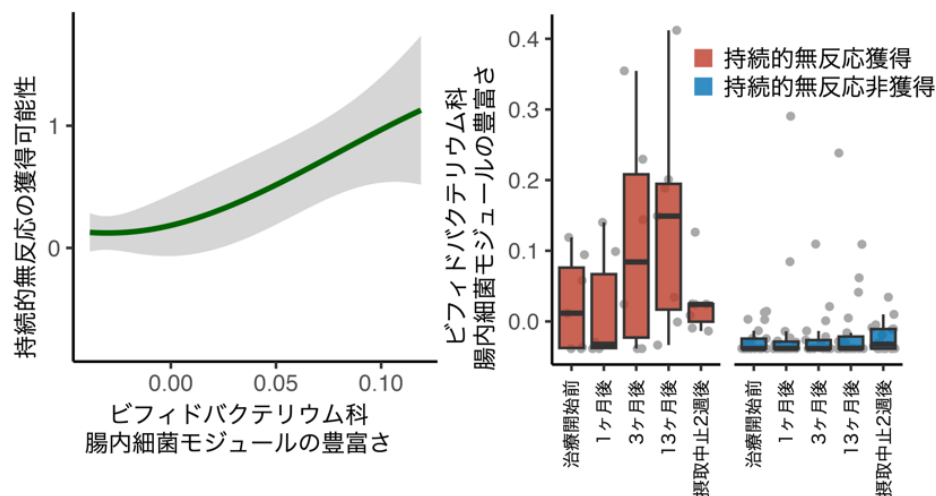 持続的無反応の獲得可能性
1
0
0.00
0.05
0.10
ビフィドバクテリウム科
腸内細菌モジュールの豊富さ
ビフィドバクテリウム科
腸内細菌モジュールの豊富さ
0.4
0.3
0.2
0.1
0.0
持続的無反応獲得
持続的無反応非獲得
治療開始前
1ヶ月後
3ヶ月後
13ヶ月後
摂取中止2週後
治療開始前
1ヶ月後
3ヶ月後
13ヶ月後
摂取中止2週後